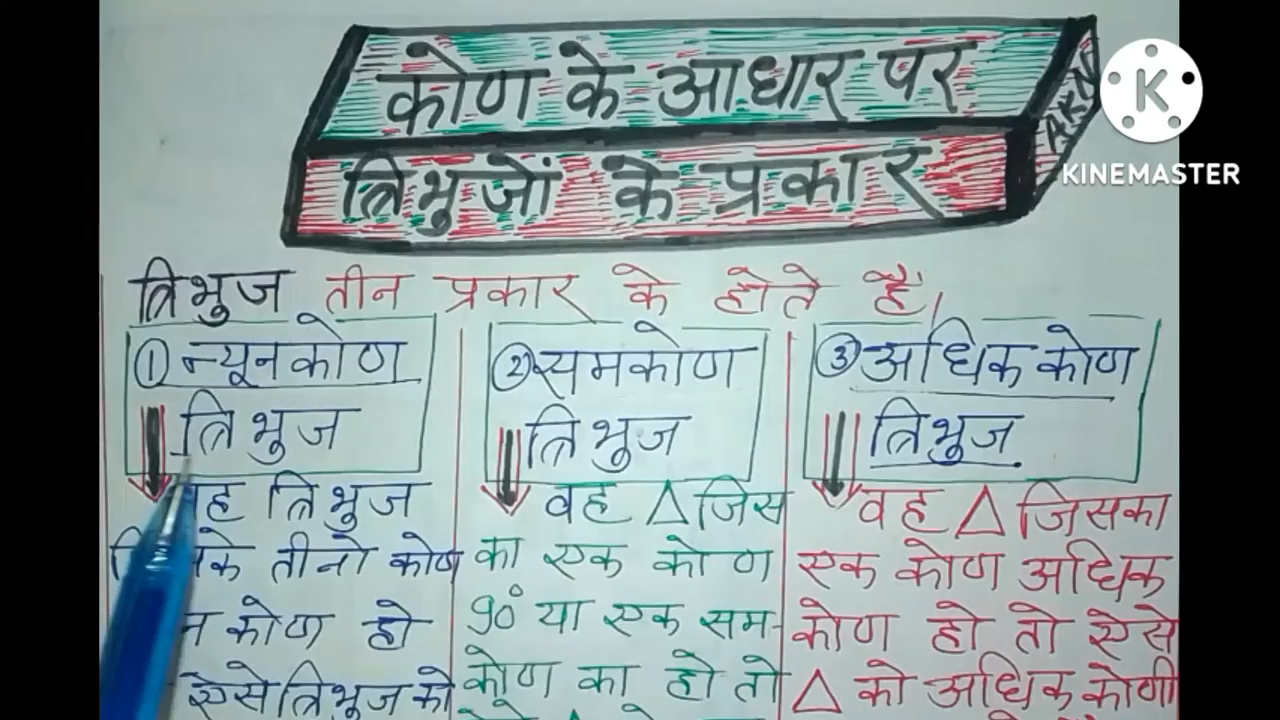 कोण के आधार पर
त्रिभुजों के प्रकार
KINEMASTER
त्रिभुज तीन प्रकार के होते हैं,
① न्यूनकोण
त्रिभुज
वह त्रिभुज
तीनो कोण
कोण हो
ऐसे त्रिभुज को
② समकोण
त्रिभुज
वह △ जिस
का एक कोण
90° या एक सम-
कोण का हो तो
③ अधिक कोण
त्रिभुज
वह △ जिसका
एक कोण अधिक
कोण हो तो ऐसे
△ को अधिक कोणी